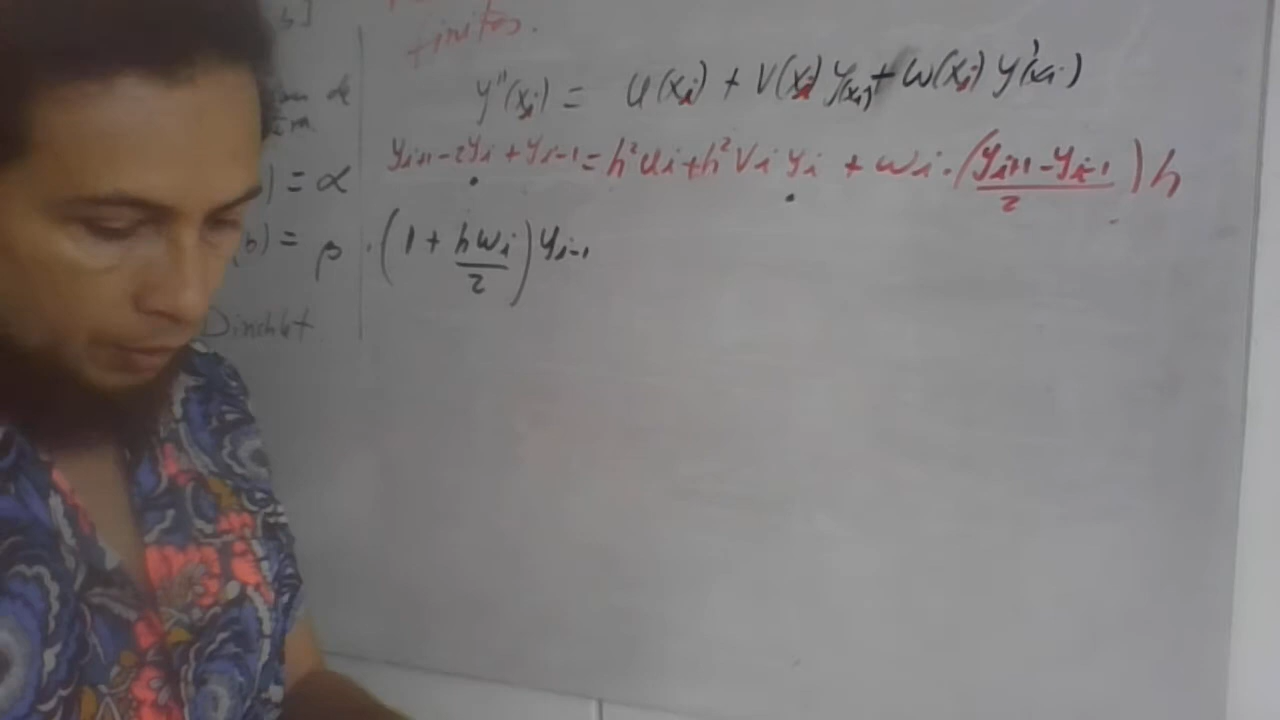 b]
finitos.
y''(xi) = u(xi) + v(xi) y(xi) + w(xi) y'(xi)
de
yi+1 - 2yi + yi-1 = h²ui + h²vi yi + wi · (yi+1 - yi-1 / 2) h
) = α
b) = β
· (1 + hwi / 2) yi-1
Dirichlet